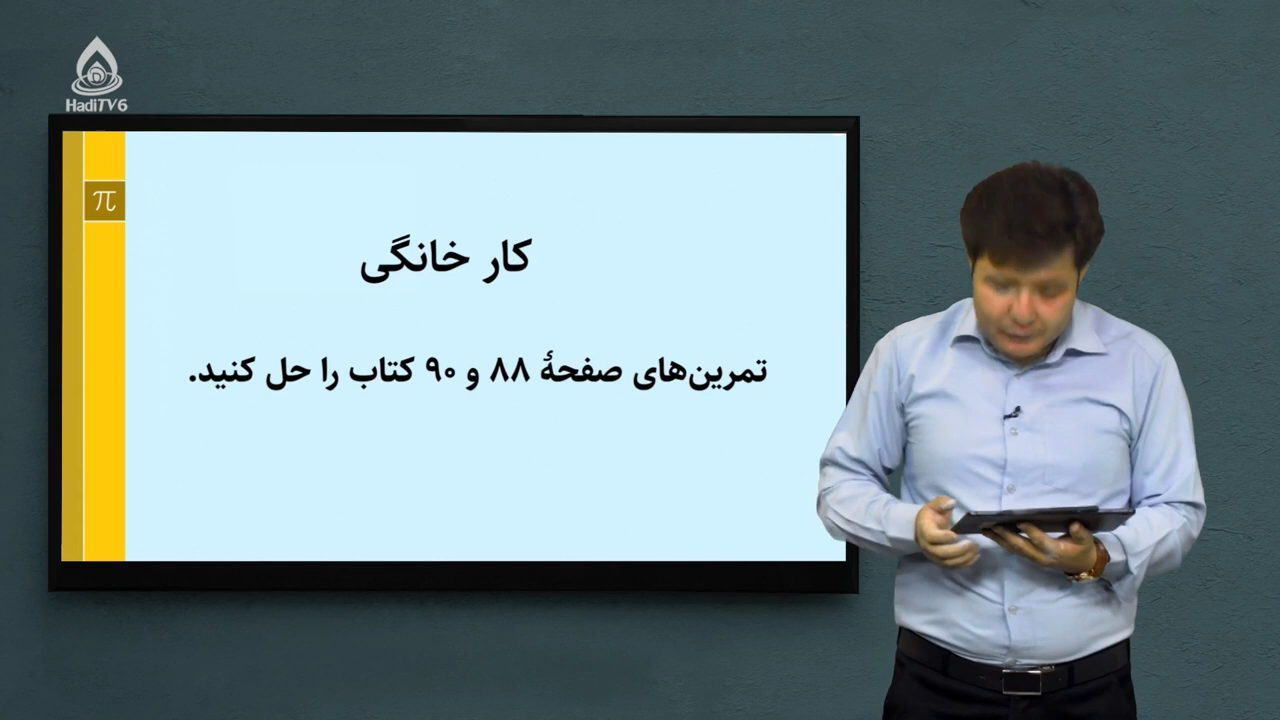 HadiTV6
π
کار خانگی
تمرین‌های صفحهٔ ۸۸ و ۹۰ کتاب را حل کنید.